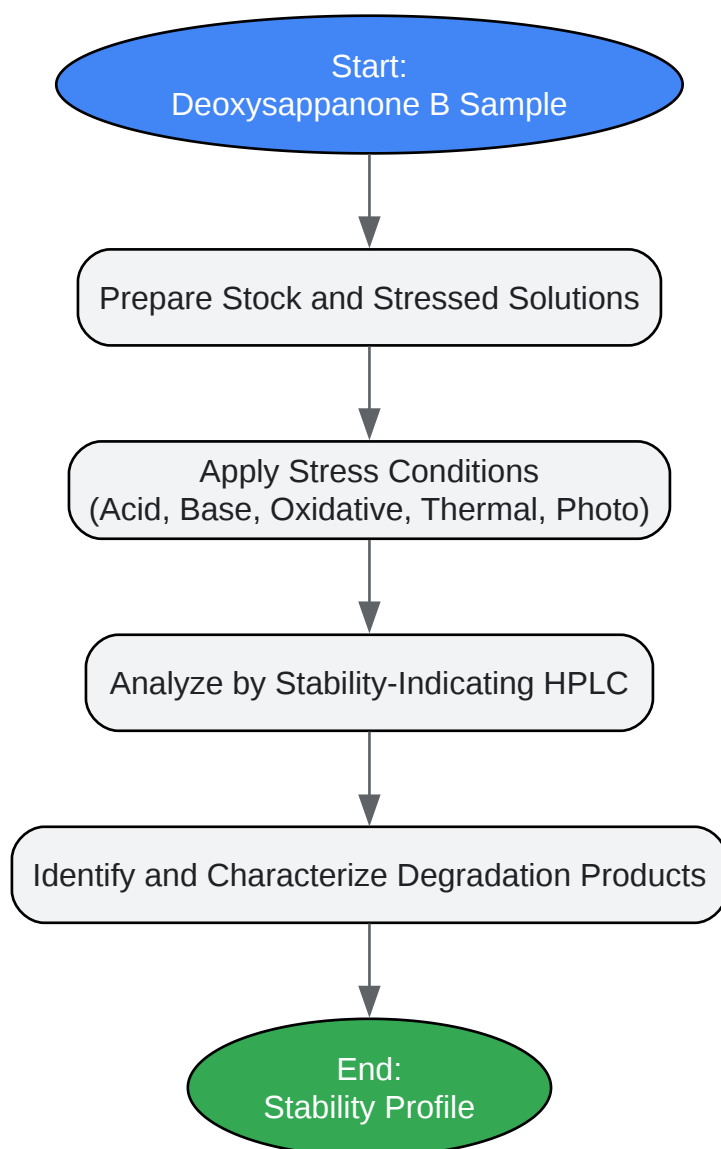 Start:
Deoxysappanone B Sample
Prepare Stock and Stressed Solutions
Apply Stress Conditions
(Acid, Base, Oxidative, Thermal, Photo)
Analyze by Stability-Indicating HPLC
Identify and Characterize Degradation Products
End:
Stability Profile